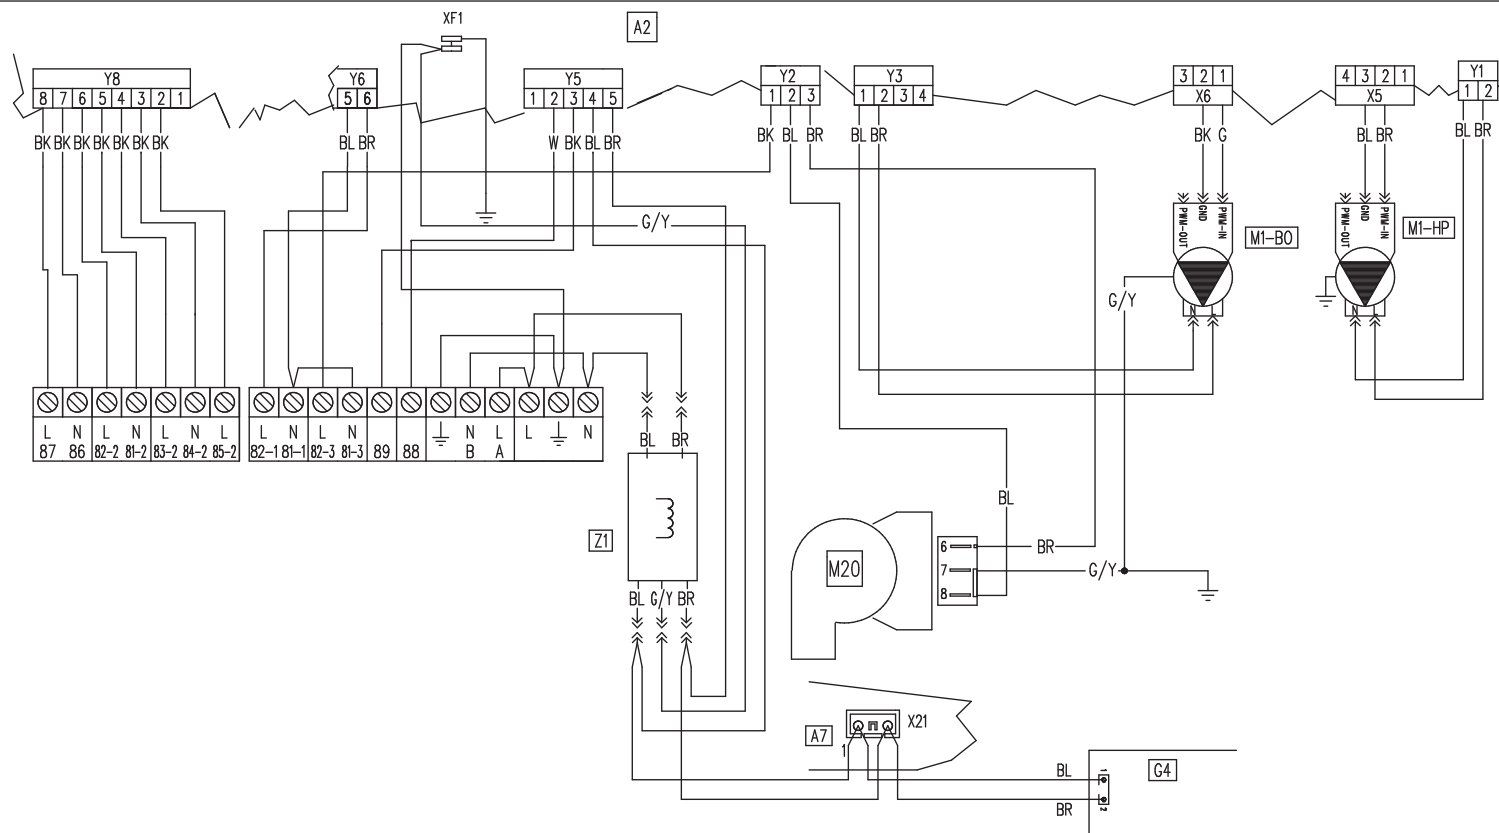 XF1
A2
Y8
8 7 6 5 4 3 2 1
Y6
5 6
Y5
1 2 3 4 5
Y2
1 2 3
Y3
1 2 3 4
3 2 1
X6
4 3 2 1
X5
Y1
1 2
BK BK BK BK BK BK BK
BL BR
W BK BL BR
BK BL BR
BL BR
BK G
BL BR
BL BR
G/Y
PWM-OUT
GND
PWM-IN
M1-BO
PWM-OUT
GND
PWM-IN
M1-HP
G/Y
N L
N L
L N L N L N L
87 86 82-2 81-2 83-2 84-2 85-2
L N L N
82-1 81-1 82-3 81-3 89 88
N L L N
B A
BL BR
BL
Z1
M20
6
7
8
BR
G/Y
BL G/Y BR
X21
A7
1
BL
BR
G4
1
2